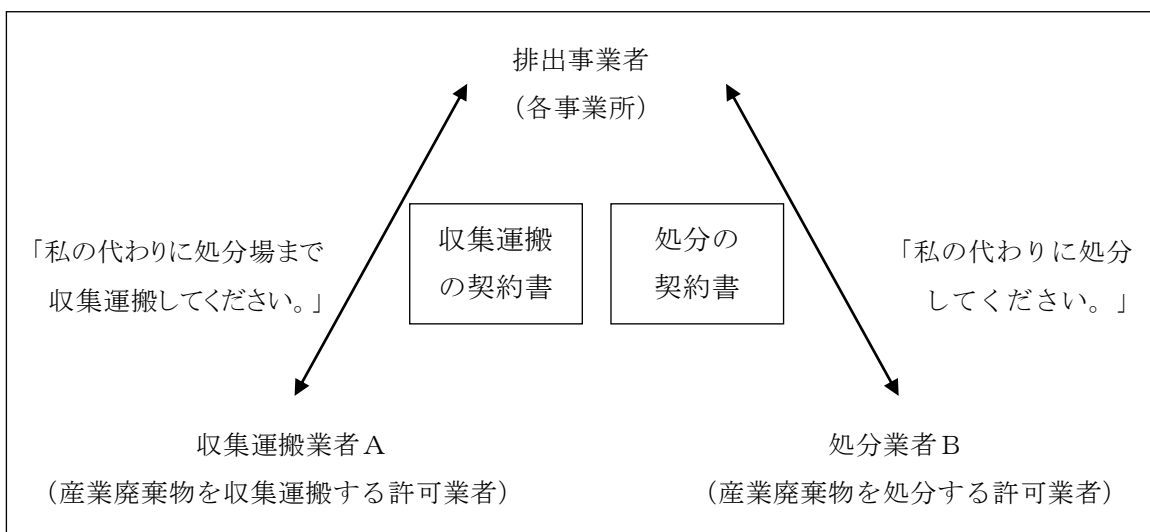 排出事業者
（各事業所）
「私の代わりに処分場まで
収集運搬してください。」
収集運搬
の契約書
処分の
契約書
「私の代わりに処分
してください。」
収集運搬業者A
（産業廃棄物を収集運搬する許可業者）
処分業者B
（産業廃棄物を処分する許可業者）